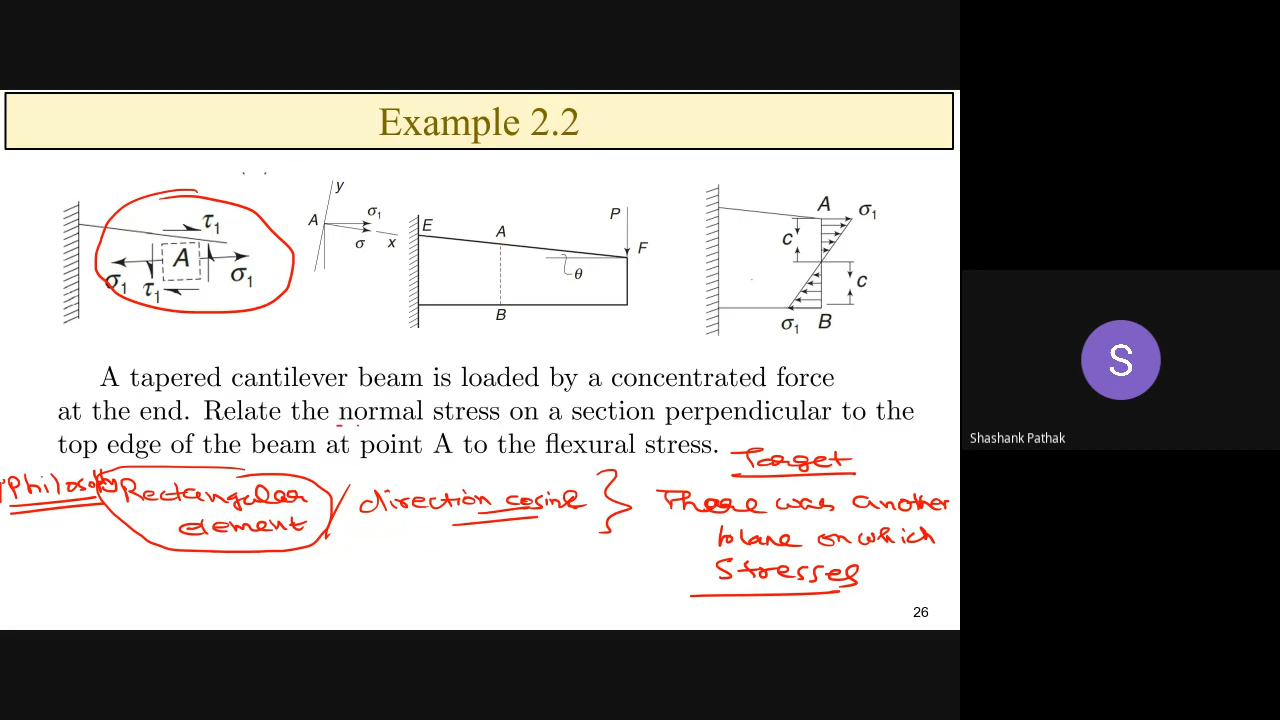 Example 2.2
τ1
A
σ1
σ1
τ1
y
A
σ1
σ
x
E
A
P
F
θ
B
A
σ1
c
c
σ1
B
A tapered cantilever beam is loaded by a concentrated force
at the end. Relate the normal stress on a section perpendicular to the
top edge of the beam at point A to the flexural stress.
Target
Philosophy Rectangular / direction cosine } There was another
element
plane on which
Stresses
26
S
Shashank Pathak